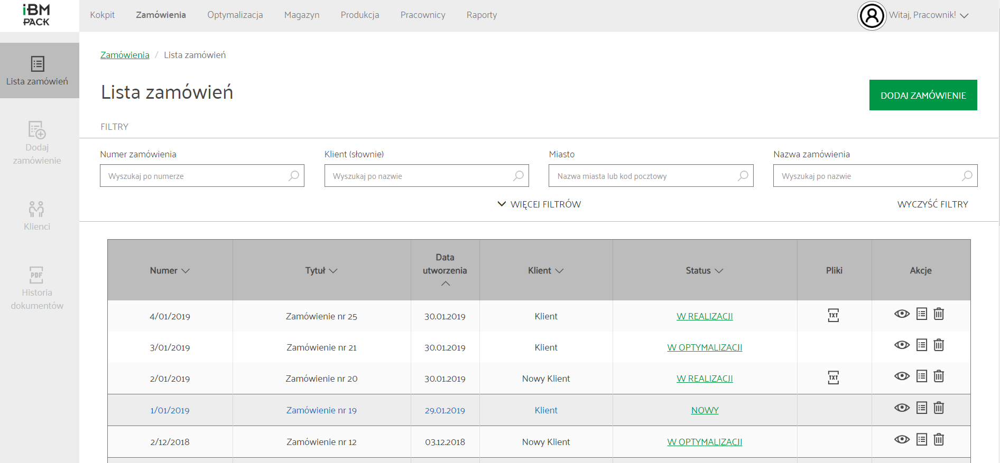 iBM
PACK
Kokpit Zamówienia Optymalizacja Magazyn Produkcja Pracownicy Raporty
Witaj, Pracownik!
Lista zamówień
Dodaj
zamówienie
Klienci
PDF
Historia
dokumentów
Zamówienia / Lista zamówień
Lista zamówień
DODAJ ZAMÓWIENIE
FILTRY
Numer zamówienia Klient (słownie) Miasto Nazwa zamówienia
Wyszukaj po numerze Wyszukaj po nazwie Nazwa miasta lub kod pocztowy Wyszukaj po nazwie
WIĘCEJ FILTRÓW WYCZYŚĆ FILTRY
Numer Tytuł Data utworzenia Klient Status Pliki Akcje
4/01/2019 Zamówienie nr 25 30.01.2019 Klient W REALIZACJI TXT
3/01/2019 Zamówienie nr 21 30.01.2019 Klient W OPTYMALIZACJI
2/01/2019 Zamówienie nr 20 30.01.2019 Nowy Klient W REALIZACJI TXT
1/01/2019 Zamówienie nr 19 29.01.2019 Klient NOWY
2/12/2018 Zamówienie nr 12 03.12.2018 Nowy Klient W OPTYMALIZACJI